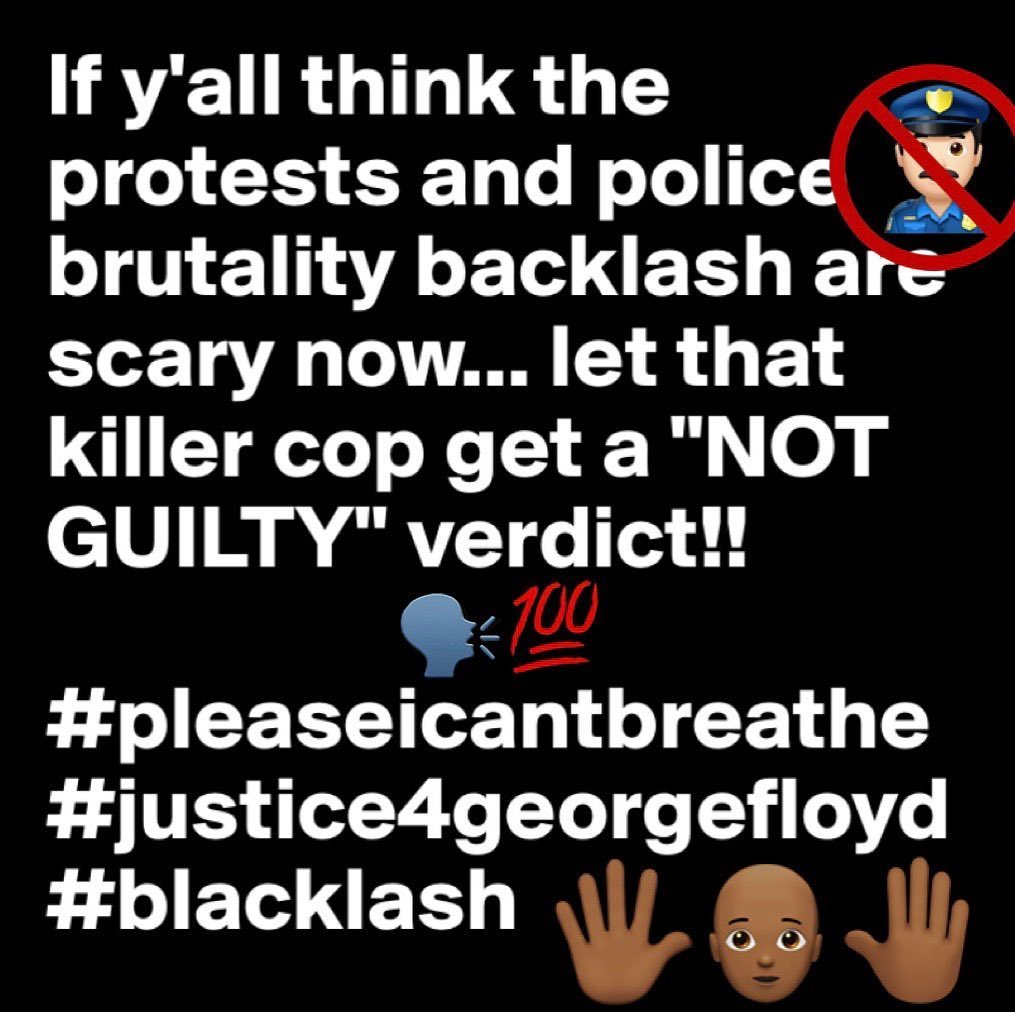 If y'all think the
protests and police
brutality backlash are
scary now... let that
killer cop get a "NOT
GUILTY" verdict!!
🗣💯
#pleaseicantbreathe
#justice4georgefloyd
#blacklash